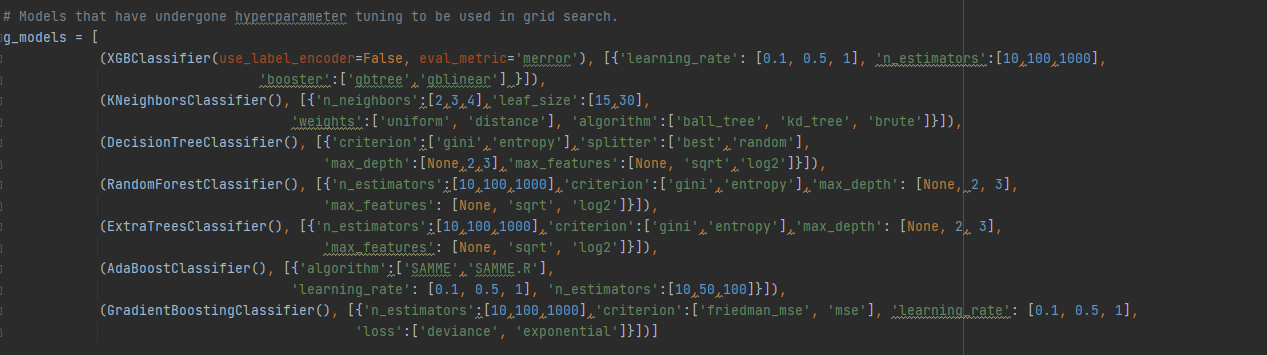 # Models that have undergone hyperparameter tuning to be used in grid search.
g_models = [
(XGBClassifier(use_label_encoder=False, eval_metric='merror'), [{'learning_rate': [0.1, 0.5, 1], 'n_estimators':[10,100,1000],
'booster':['gbtree','gblinear'] }]),
(KNeighborsClassifier(), [{'n_neighbors':[2,3,4],'leaf_size':[15,30],
'weights':['uniform', 'distance'], 'algorithm':['ball_tree', 'kd_tree', 'brute']}]),
(DecisionTreeClassifier(), [{'criterion':['gini','entropy'],'splitter':['best','random'],
'max_depth':[None,2,3],'max_features':[None, 'sqrt','log2']}]),
(RandomForestClassifier(), [{'n_estimators':[10,100,1000],'criterion':['gini','entropy'],'max_depth': [None, 2, 3],
'max_features': [None, 'sqrt', 'log2']}]),
(ExtraTreesClassifier(), [{'n_estimators':[10,100,1000],'criterion':['gini','entropy'],'max_depth': [None, 2, 3],
'max_features': [None, 'sqrt', 'log2']}]),
(AdaBoostClassifier(), [{'algorithm':['SAMME','SAMME.R'],
'learning_rate': [0.1, 0.5, 1], 'n_estimators':[10,50,100]}]),
(GradientBoostingClassifier(), [{'n_estimators':[10,100,1000],'criterion':['friedman_mse', 'mse'], 'learning_rate': [0.1, 0.5, 1],
'loss':['deviance', 'exponential']}])]